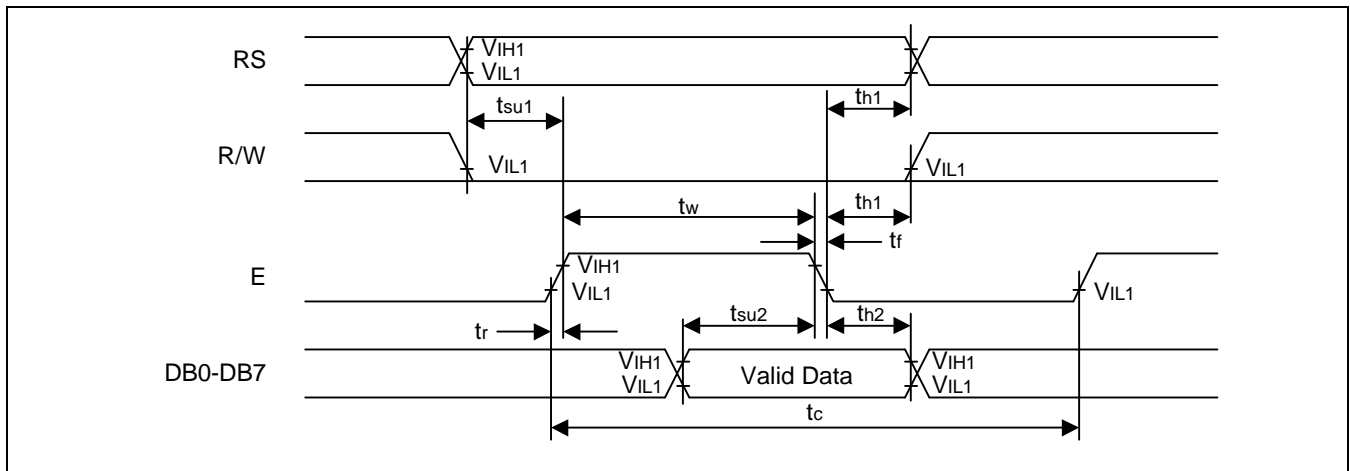 RS
VIH1
VIL1
tsu1
th1
R/W
VIL1
VIL1
tw
th1
tf
E
VIH1
VIL1
VIL1
tr
tsu2
th2
DB0-DB7
VIH1
VIL1
Valid Data
VIH1
VIL1
tc